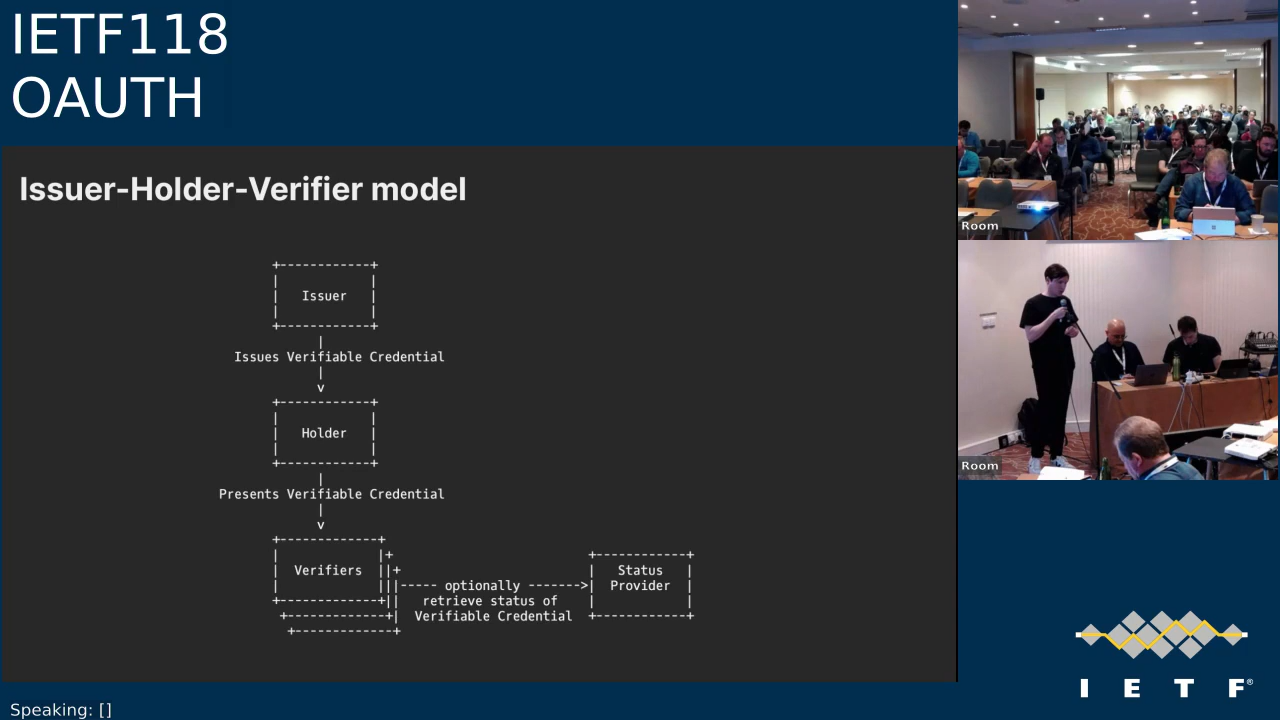 IETF118
OAUTH
Issuer-Holder-Verifier model
Issuer
Issues Verifiable Credential
Holder
Presents Verifiable Credential
Verifiers
optionally
retrieve status of
Verifiable Credential
Status
Provider
Room
Room
I E T F®
Speaking: []